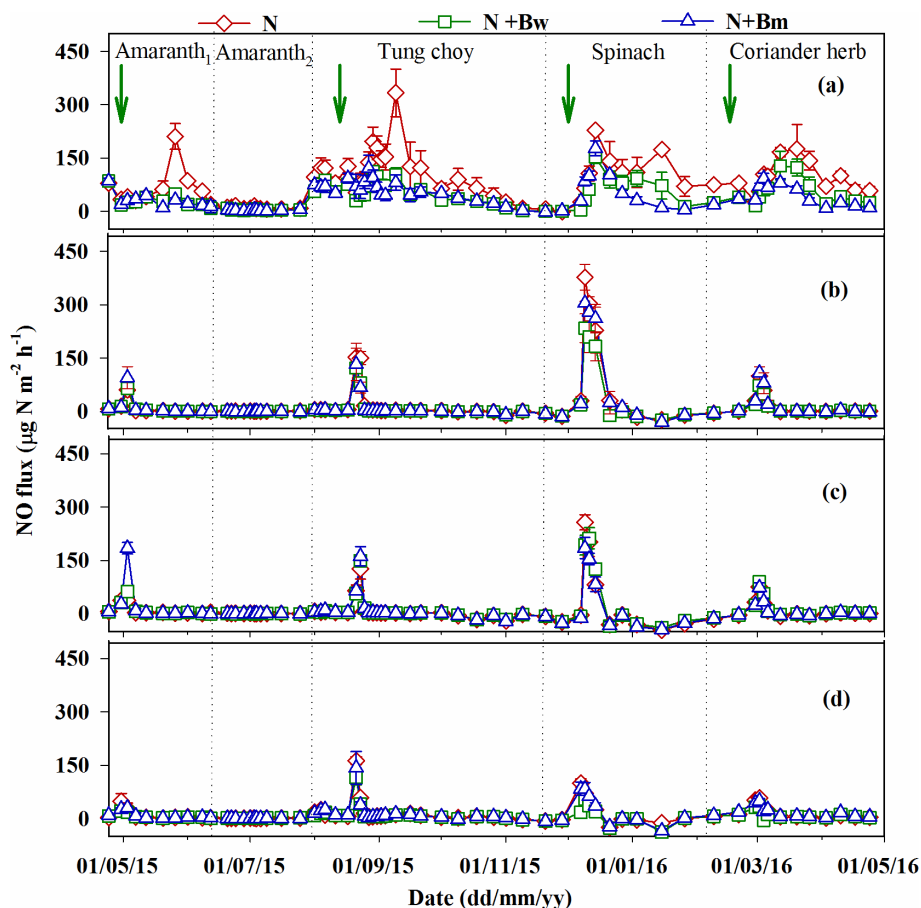 N N +Bw N+Bm
Amaranth1 Amaranth2 Tung choy Spinach Coriander herb
450
(a)
300
150
0
450
(b)
300
150
0
NO flux (µg N m-2 h-1)
450
(c)
300
150
0
450
(d)
300
150
0
01/05/15 01/07/15 01/09/15 01/11/15 01/01/16 01/03/16 01/05/16
Date (dd/mm/yy)